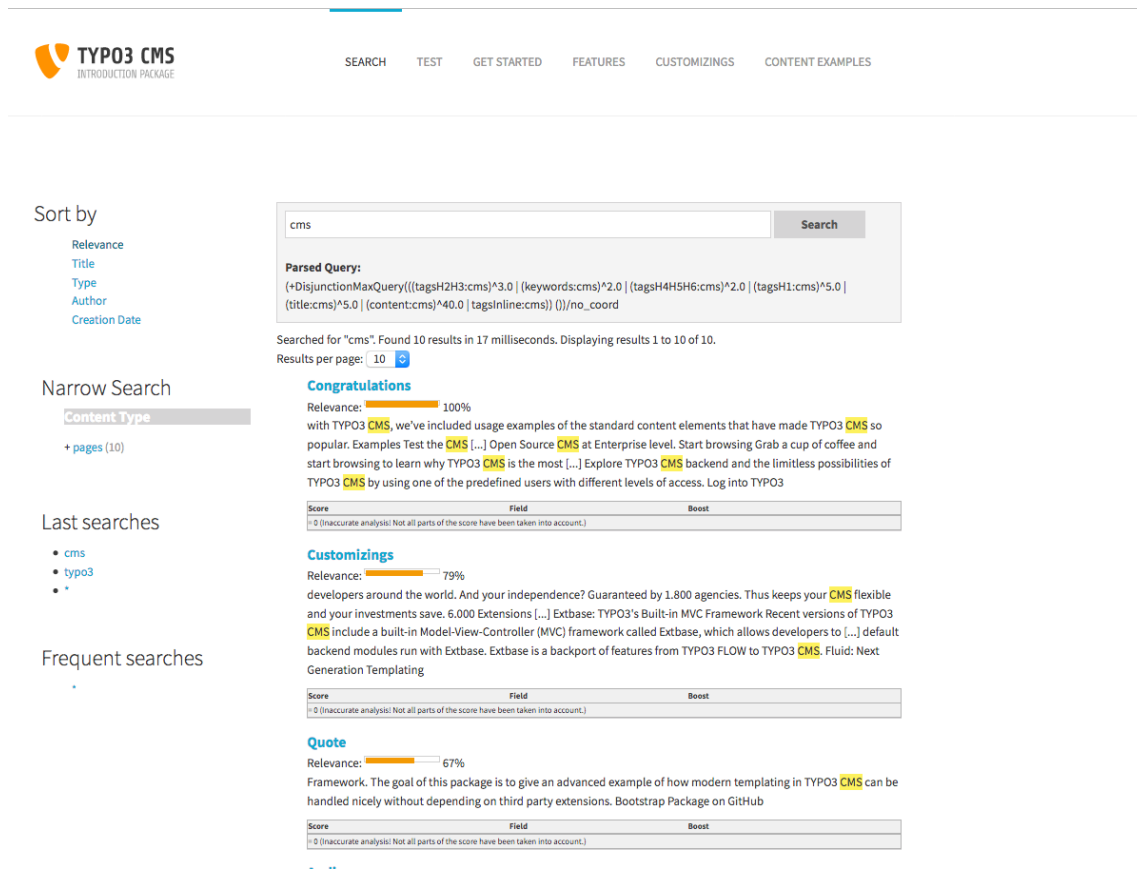 TYPO3 CMS
INTRODUCTION PACKAGE
SEARCH TEST GET STARTED FEATURES CUSTOMIZINGS CONTENT EXAMPLES
Sort by
Relevance
Title
Type
Author
Creation Date
Narrow Search
Content Type
+ pages (10)
Last searches
• cms
• typo3
• *
Frequent searches
*
cms Search
Parsed Query:
(+DisjunctionMaxQuery(((tagsH2H3:cms)^3.0 | (keywords:cms)^2.0 | (tagsH4H5H6:cms)^2.0 | (tagsH1:cms)^5.0 |
(title:cms)^5.0 | (content:cms)^40.0 | tagsInline:cms)) ())/no_coord
Searched for "cms". Found 10 results in 17 milliseconds. Displaying results 1 to 10 of 10.
Results per page: 10
Congratulations
Relevance: 100%
with TYPO3 CMS, we've included usage examples of the standard content elements that have made TYPO3 CMS so
popular. Examples Test the CMS [...] Open Source CMS at Enterprise level. Start browsing Grab a cup of coffee and
start browsing to learn why TYPO3 CMS is the most [...] Explore TYPO3 CMS backend and the limitless possibilities of
TYPO3 CMS by using one of the predefined users with different levels of access. Log into TYPO3
Score Field Boost
= 0 (Inaccurate analysis! Not all parts of the score have been taken into account.)
Customizings
Relevance: 79%
developers around the world. And your independence? Guaranteed by 1.800 agencies. Thus keeps your CMS flexible
and your investments save. 6.000 Extensions [...] Extbase: TYPO3's Built-in MVC Framework Recent versions of TYPO3
CMS include a built-in Model-View-Controller (MVC) framework called Extbase, which allows developers to [...] default
backend modules run with Extbase. Extbase is a backport of features from TYPO3 FLOW to TYPO3 CMS. Fluid: Next
Generation Templating
Score Field Boost
= 0 (Inaccurate analysis! Not all parts of the score have been taken into account.)
Quote
Relevance: 67%
Framework. The goal of this package is to give an advanced example of how modern templating in TYPO3 CMS can be
handled nicely without depending on third party extensions. Bootstrap Package on GitHub
Score Field Boost
= 0 (Inaccurate analysis! Not all parts of the score have been taken into account.)